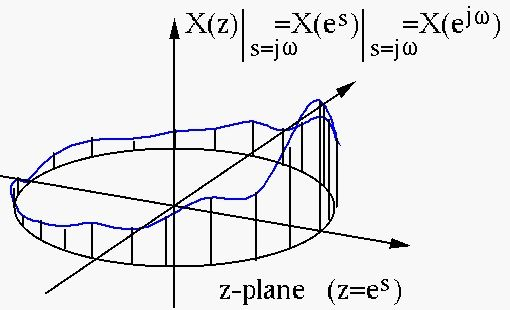 X(z)|s=jω=X(e^s)|s=jω=X(e^jω)
z-plane (z=e^s)